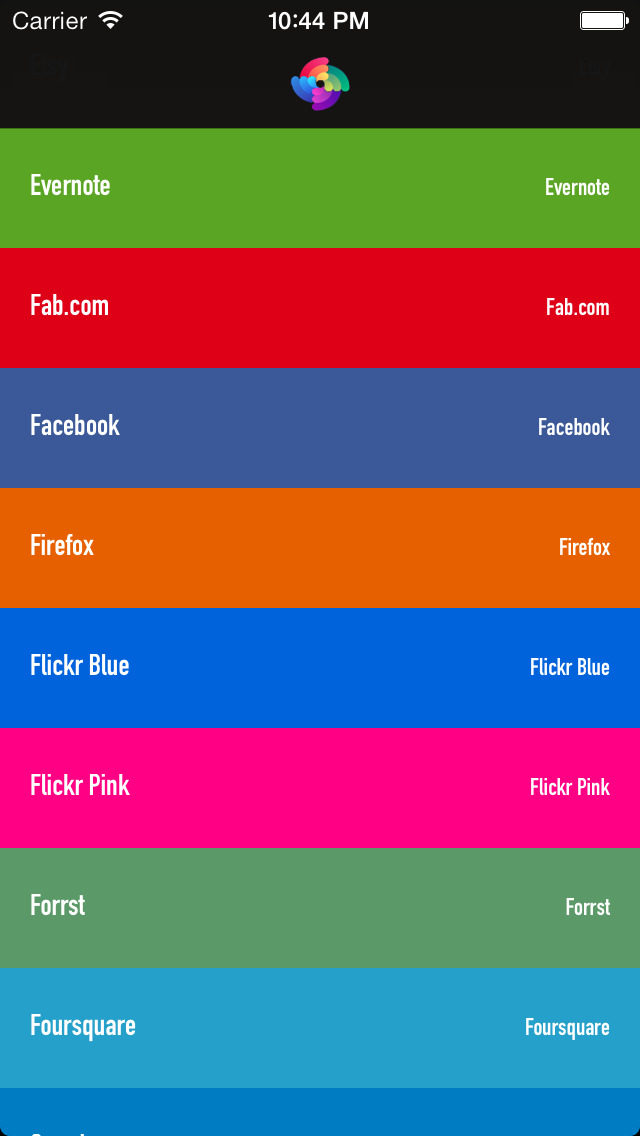 Carrier 10:44 PM
Evernote Evernote
Fab.com Fab.com
Facebook Facebook
Firefox Firefox
Flickr Blue Flickr Blue
Flickr Pink Flickr Pink
Forrst Forrst
Foursquare Foursquare